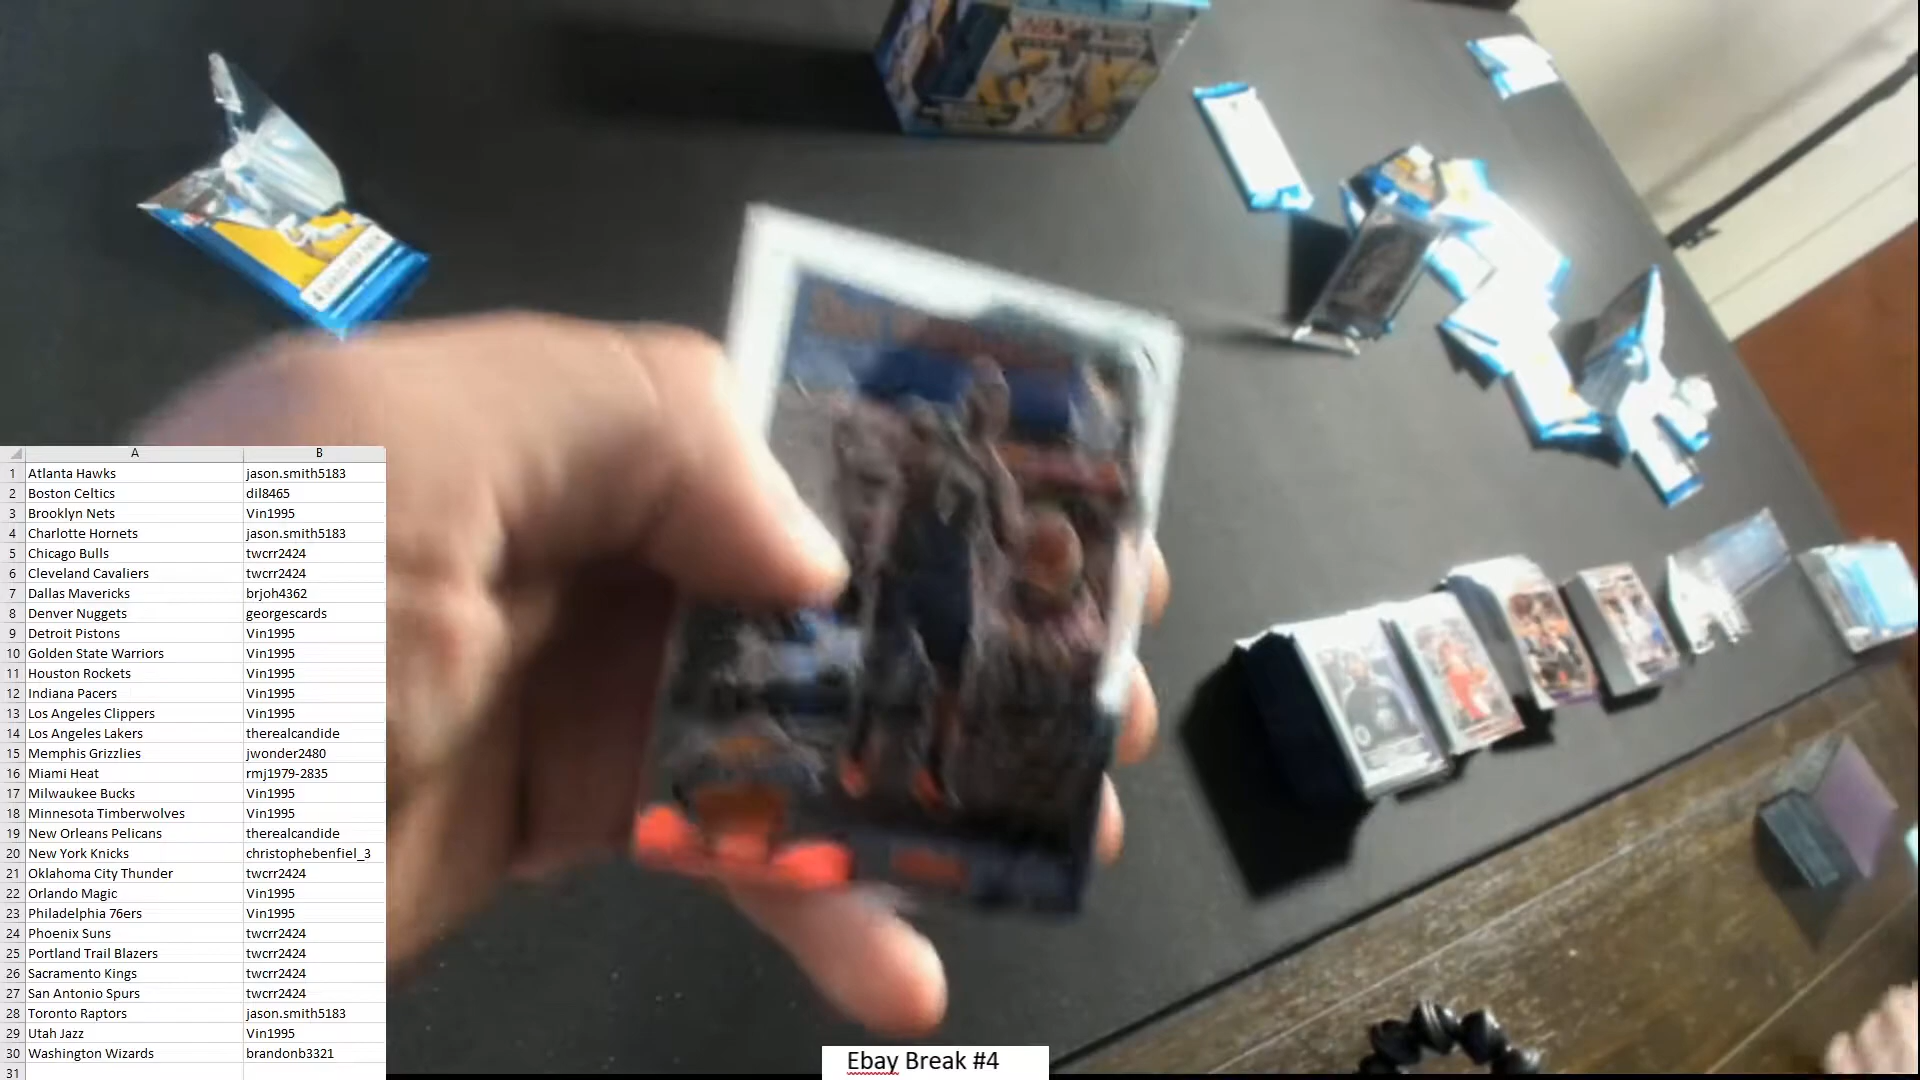 4 CARDS PER PACK
A B
1 Atlanta Hawks jason.smith5183
2 Boston Celtics dil8465
3 Brooklyn Nets Vin1995
4 Charlotte Hornets jason.smith5183
5 Chicago Bulls twcrr2424
6 Cleveland Cavaliers twcrr2424
7 Dallas Mavericks brjoh4362
8 Denver Nuggets georgescards
9 Detroit Pistons Vin1995
10 Golden State Warriors Vin1995
11 Houston Rockets Vin1995
12 Indiana Pacers Vin1995
13 Los Angeles Clippers Vin1995
14 Los Angeles Lakers therealcandide
15 Memphis Grizzlies jwonder2480
16 Miami Heat rmj1979-2835
17 Milwaukee Bucks Vin1995
18 Minnesota Timberwolves Vin1995
19 New Orleans Pelicans therealcandide
20 New York Knicks christophebenfiel_3
21 Oklahoma City Thunder twcrr2424
22 Orlando Magic Vin1995
23 Philadelphia 76ers Vin1995
24 Phoenix Suns twcrr2424
25 Portland Trail Blazers twcrr2424
26 Sacramento Kings twcrr2424
27 San Antonio Spurs twcrr2424
28 Toronto Raptors jason.smith5183
29 Utah Jazz Vin1995
30 Washington Wizards brandonb3321
31
Ebay Break #4